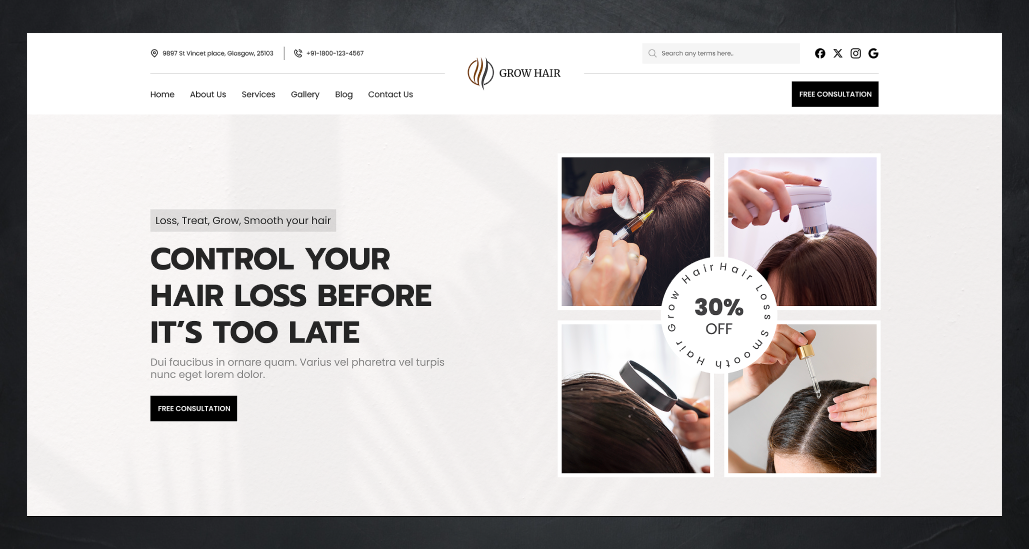 9897 St Vincet place, Glasgow, 25103
+91-1800-123-4567
GROW HAIR
Search any terms here..
Home About Us Services Gallery Blog Contact Us
FREE CONSULTATION
Loss, Treat, Grow, Smooth your hair
CONTROL YOUR
HAIR LOSS BEFORE
IT'S TOO LATE
Dui faucibus in ornare quam. Varius vel pharetra vel turpis
nunc eget lorem dolor.
FREE CONSULTATION
Hair Loss Smooth Hair Grow Hair
30%
OFF